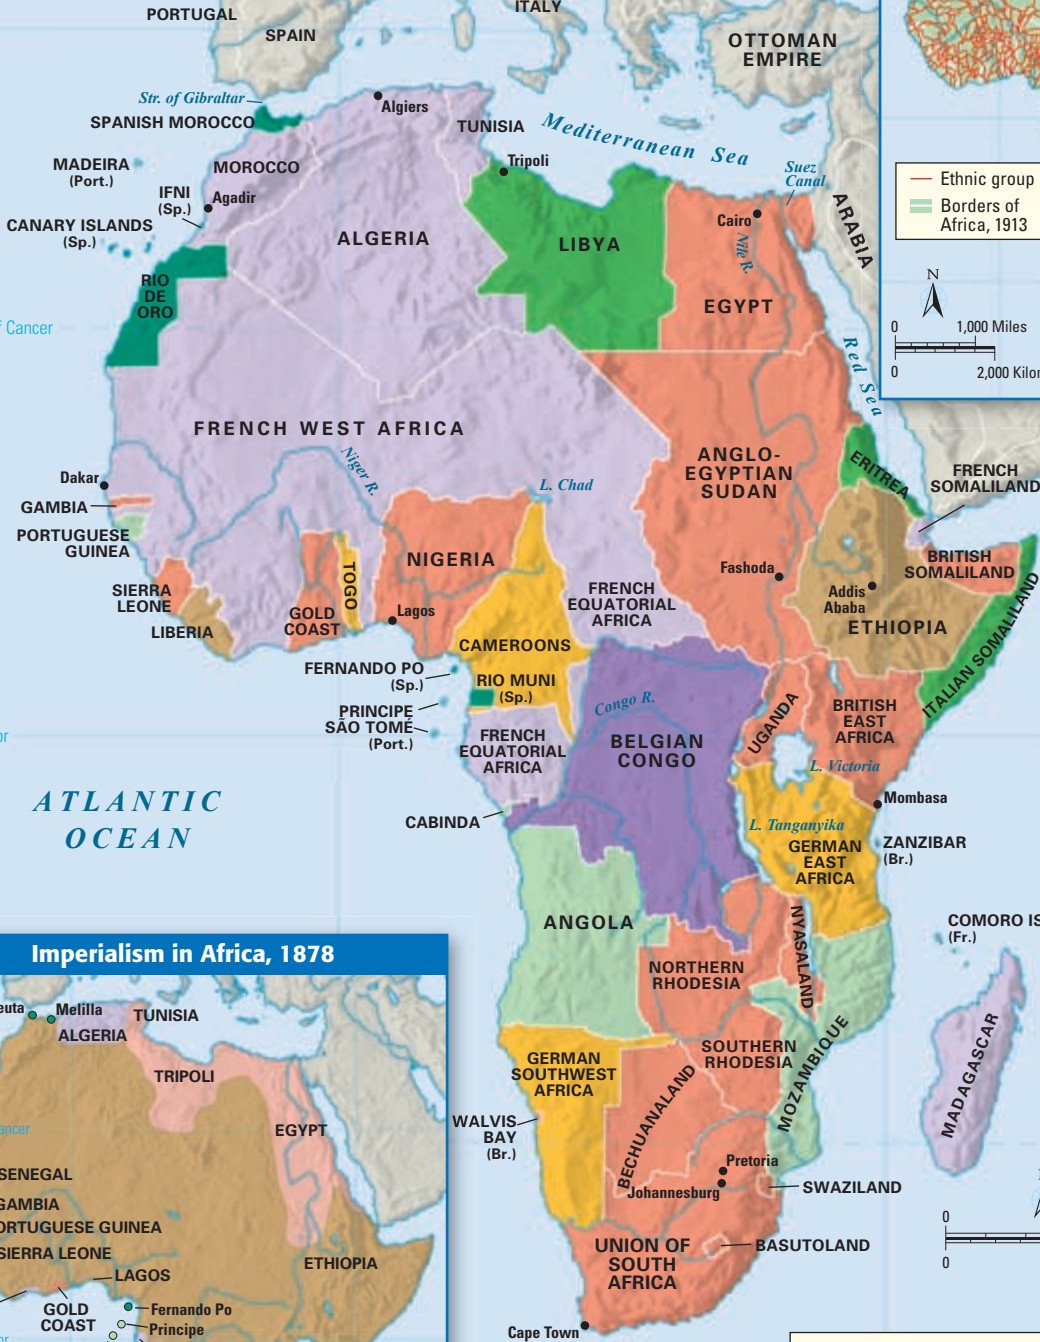 PORTUGAL
SPAIN
ITALY
OTTOMAN
EMPIRE
Str. of Gibraltar
SPANISH MOROCCO
Algiers
TUNISIA
Mediterranean Sea
MADEIRA
(Port.)
MOROCCO
Tripoli
Suez
Canal
IFNI
(Sp.)
Agadir
CANARY ISLANDS
(Sp.)
Cairo
Nile R.
ARABIA
ALGERIA
LIBYA
EGYPT
RIO
DE
ORO
f Cancer
Red Sea
Ethnic group
Borders of
Africa, 1913
N
0
1,000 Miles
0
2,000 Kilo
FRENCH WEST AFRICA
Niger R.
L. Chad
ANGLO-
EGYPTIAN
SUDAN
ERITREA
FRENCH
SOMALILAND
Dakar
GAMBIA
PORTUGUESE
GUINEA
NIGERIA
BRITISH
SOMALILAND
Fashoda
Addis
Ababa
ETHIOPIA
ITALIAN SOMALILAND
SIERRA
LEONE
LIBERIA
GOLD
COAST
TOGO
Lagos
FRENCH
EQUATORIAL
AFRICA
CAMEROONS
FERNANDO PO
(Sp.)
RIO MUNI
(Sp.)
PRINCIPE
SÃO TOMÉ
(Port.)
Congo R.
UGANDA
BRITISH
EAST
AFRICA
or
FRENCH
EQUATORIAL
AFRICA
BELGIAN
CONGO
L. Victoria
Mombasa
ATLANTIC
OCEAN
CABINDA
L. Tanganyika
GERMAN
EAST
AFRICA
ZANZIBAR
(Br.)
ANGOLA
NYASALAND
COMORO IS
(Fr.)
NORTHERN
RHODESIA
SOUTHERN
RHODESIA
MOZAMBIQUE
MADAGASCAR
GERMAN
SOUTHWEST
AFRICA
BECHUANALAND
WALVIS
BAY
(Br.)
Pretoria
Johannesburg
SWAZILAND
BASUTOLAND
UNION OF
SOUTH
AFRICA
Cape Town
0
0
Imperialism in Africa, 1878
euta
Melilla
TUNISIA
ALGERIA
TRIPOLI
EGYPT
ancer
SENEGAL
GAMBIA
ORTUGUESE GUINEA
SIERRA LEONE
LAGOS
ETHIOPIA
GOLD
COAST
Fernando Po
Principe
or